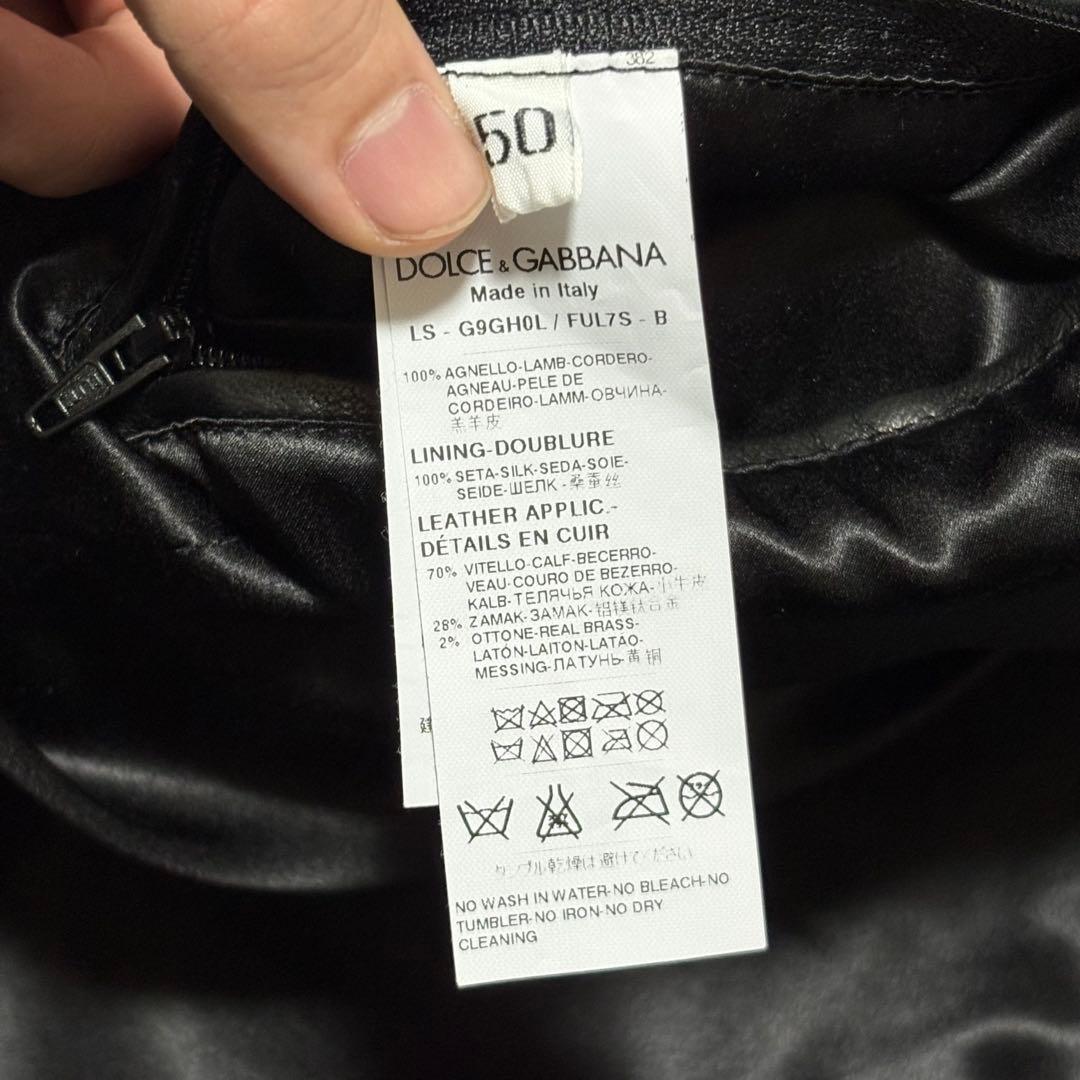 382
50
DOLCE & GABBANA
Made in Italy
LS - G9GH0L / FUL7S - B
100% AGNELLO-LAMB-CORDERO-
AGNEAU-PELE DE
CORDEIRO-LAMM-ОВЧИНА-
羔羊皮
LINING-DOUBLURE
100% SETA-SILK-SEDA-SOIE-
SEIDE-ШЕЛК -桑蚕丝
LEATHER APPLIC.-
DÉTAILS EN CUIR
70% VITELLO-CALF-BECERRO-
VEAU-COURO DE BEZERRO-
KALB-ТЕЛЯЧЬЯ КОЖА-小牛皮
28% ZAMAK-ЗАМАК-铝镁钛合金
2% OTTONE-REAL BRASS-
LATÓN-LAITON-LATAO-
MESSING-ЛАТУНЬ-黄铜
タンブル乾燥は避けてください
NO WASH IN WATER-NO BLEACH-NO
TUMBLER-NO IRON-NO DRY
CLEANING